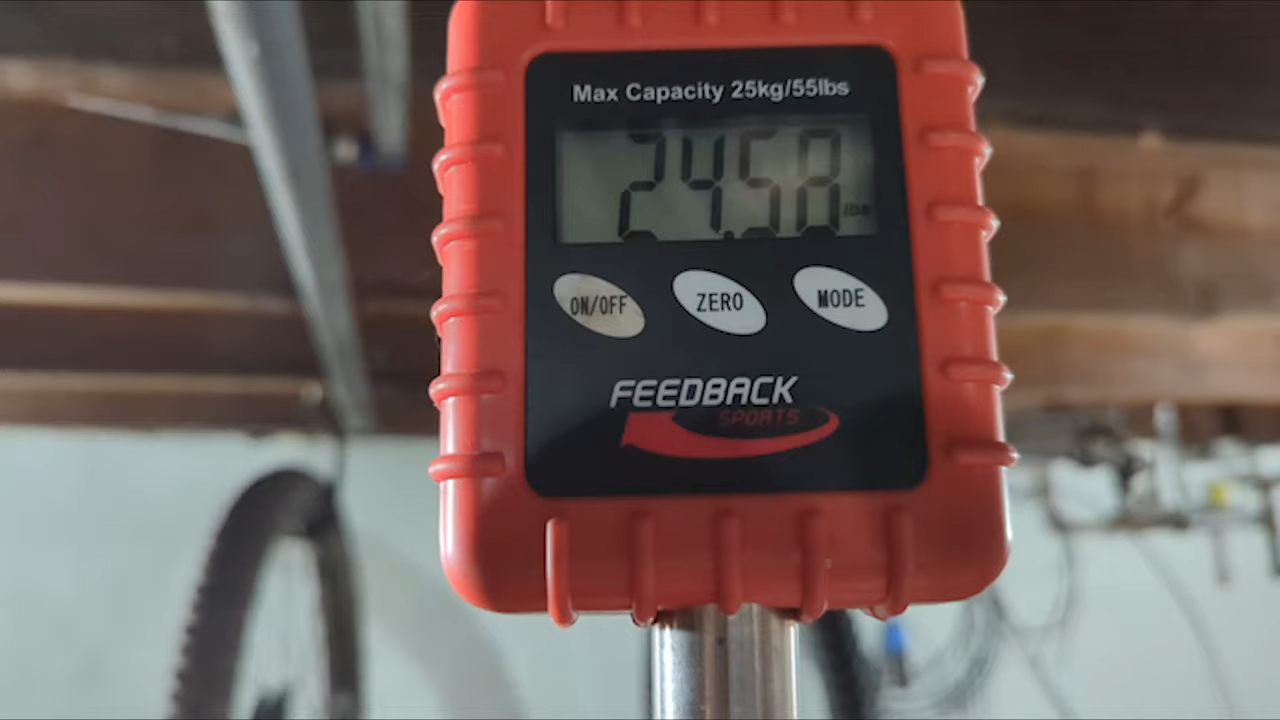 Max Capacity 25kg/55lbs
24.58 lbs
ON/OFF ZERO MODE
FEEDBACK
SPORTS